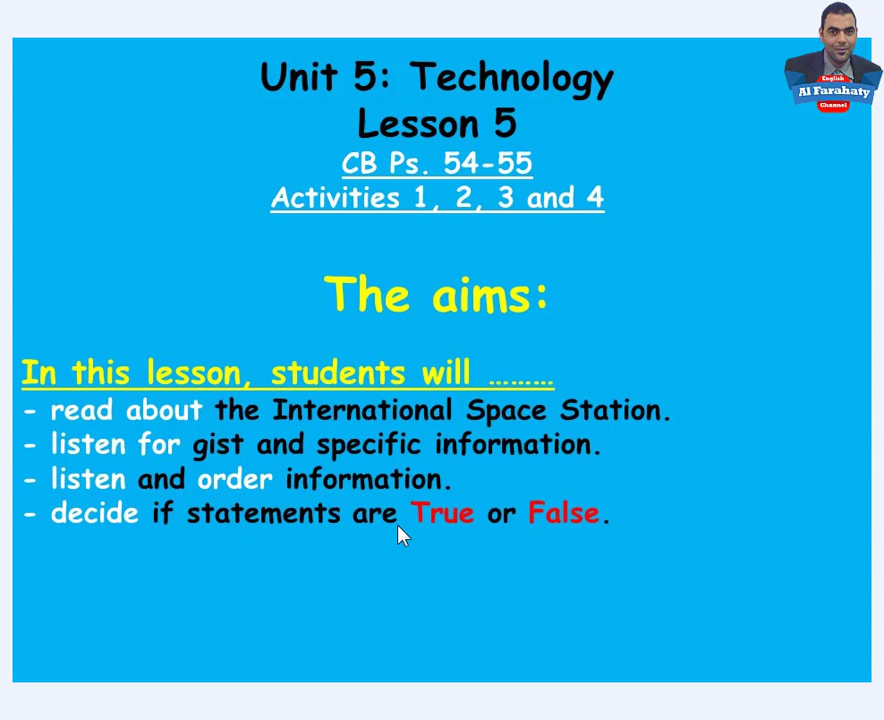 English
Al Farahaty
Channel
Unit 5: Technology
Lesson 5
CB Ps. 54-55
Activities 1, 2, 3 and 4
The aims:
In this lesson, students will ………
- read about the International Space Station.
- listen for gist and specific information.
- listen and order information.
- decide if statements are True or False.